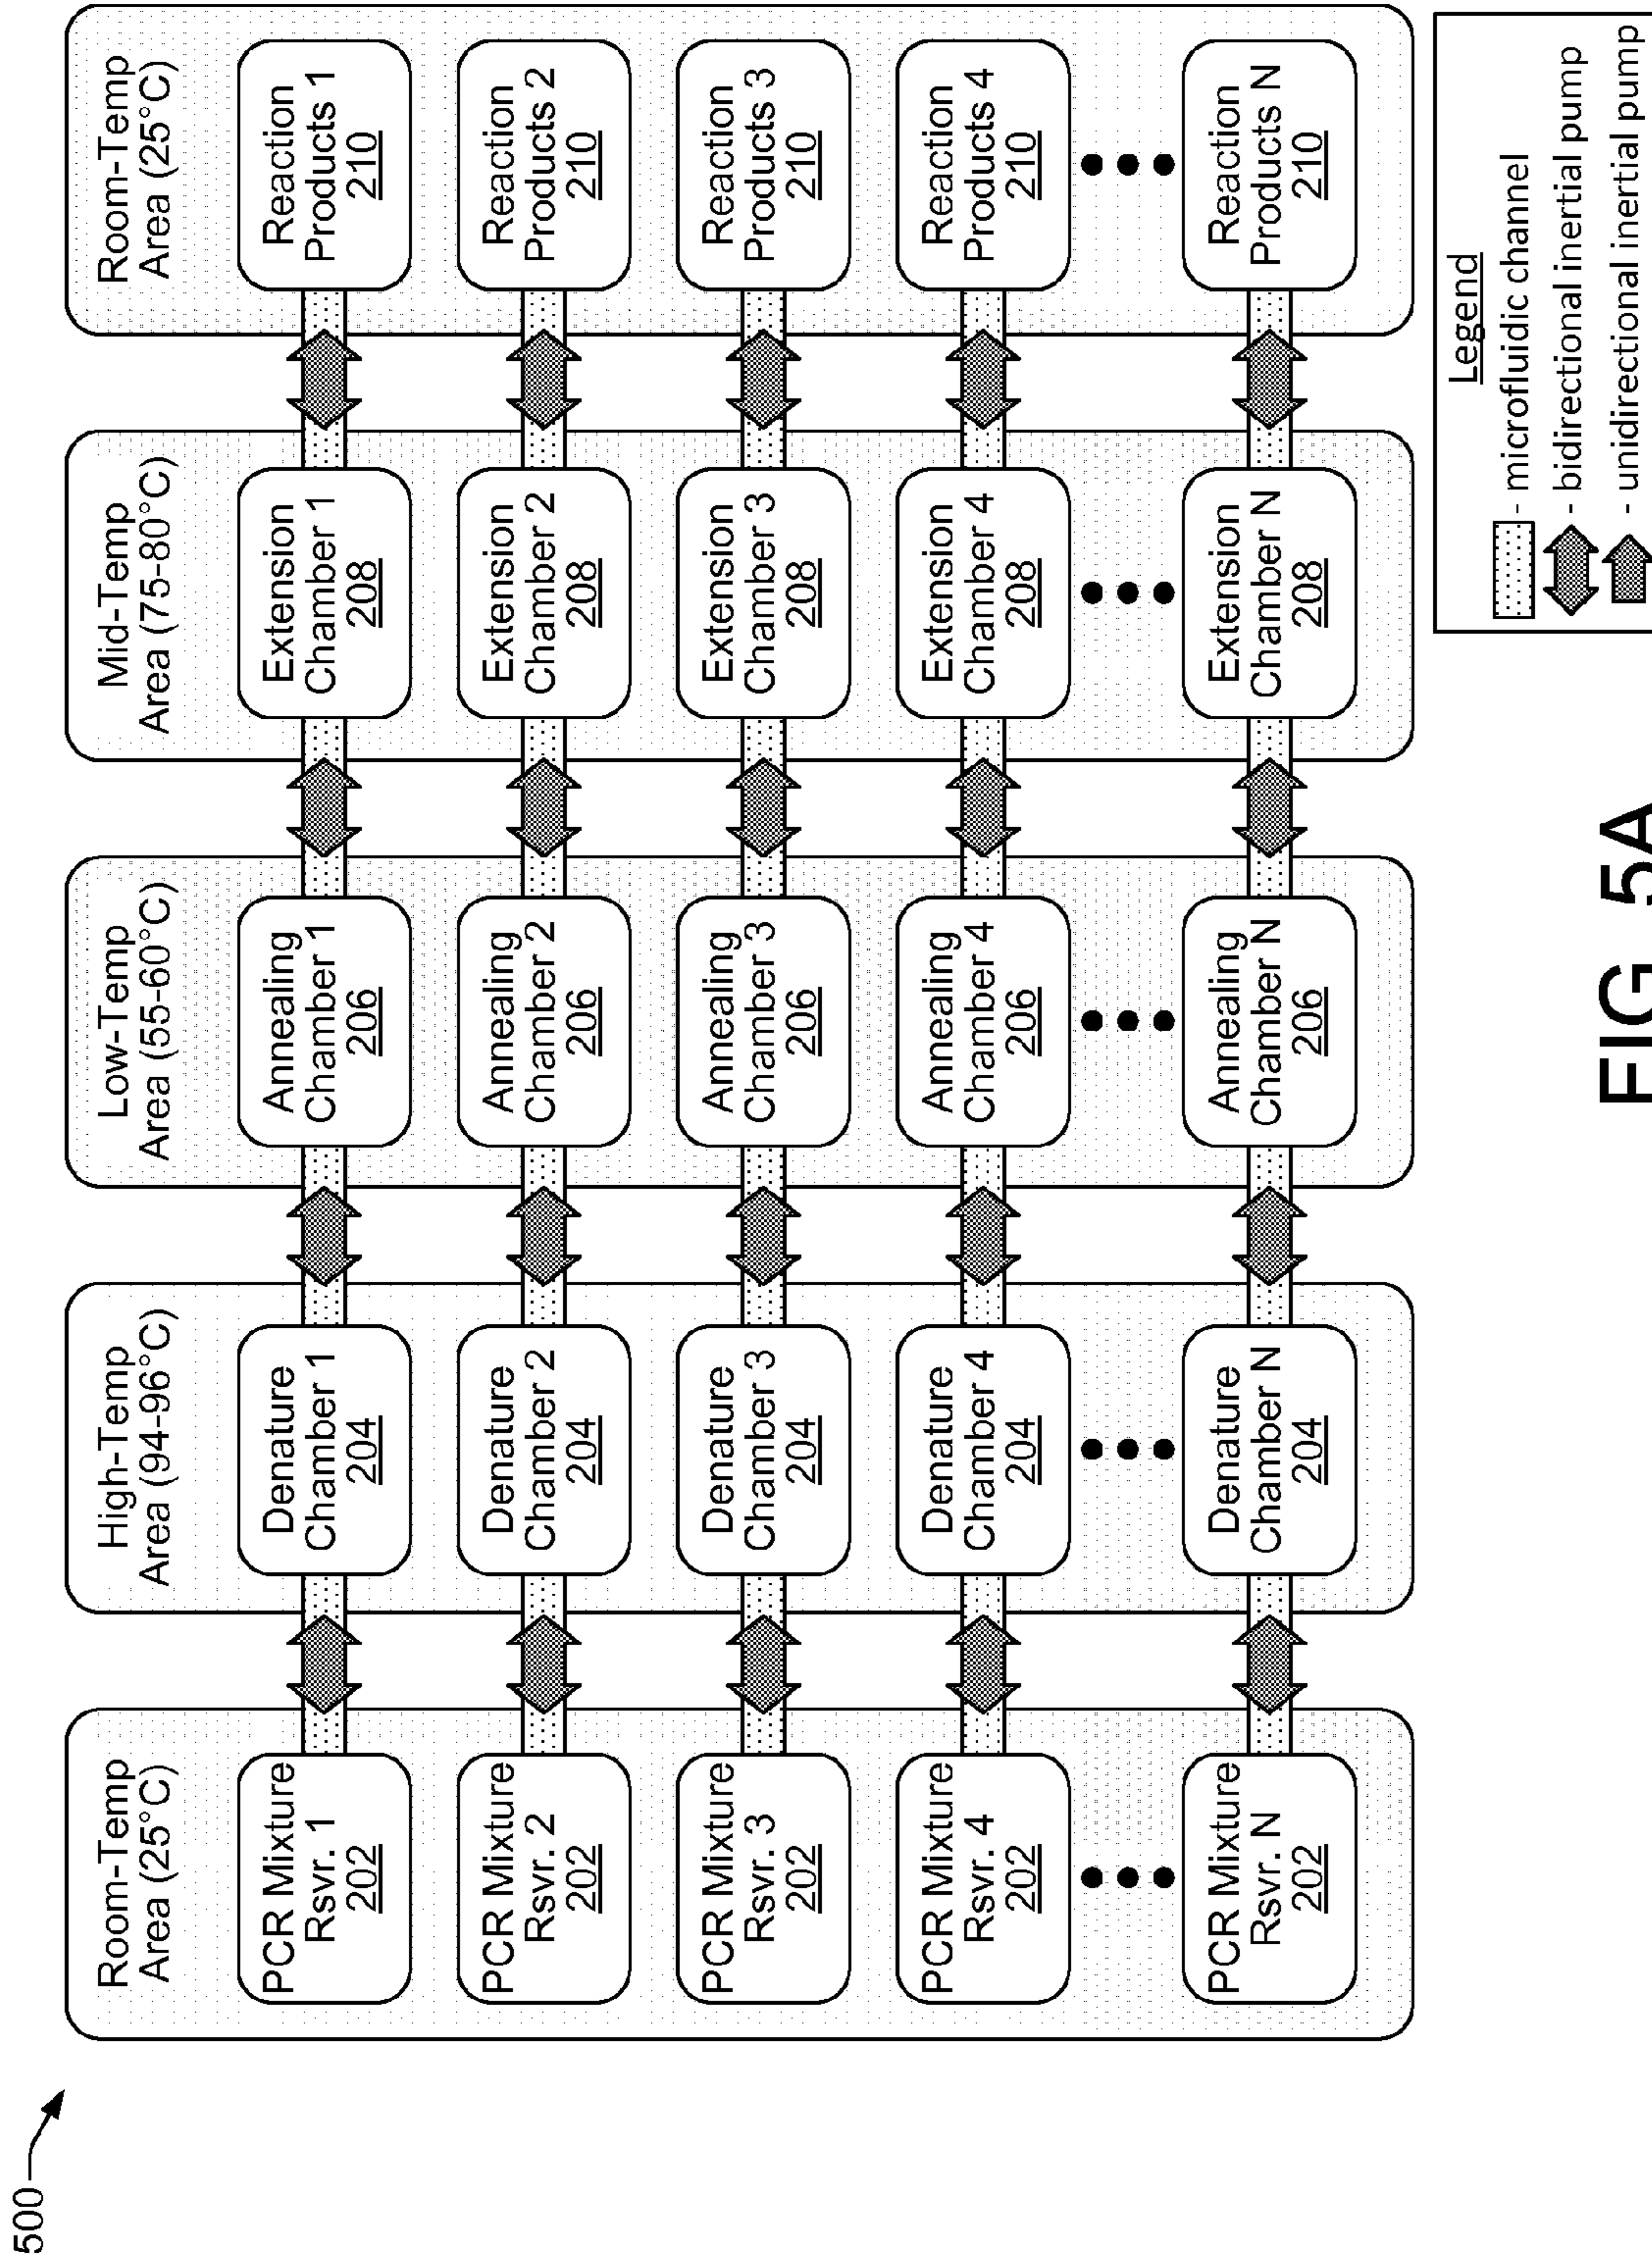 500
Room-Temp
Area (25°C)
PCR Mixture
Rsvr. 1
202
PCR Mixture
Rsvr. 2
202
PCR Mixture
Rsvr. 3
202
PCR Mixture
Rsvr. 4
202
PCR Mixture
Rsvr. N
202
High-Temp
Area (94-96°C)
Denature
Chamber 1
204
Denature
Chamber 2
204
Denature
Chamber 3
204
Denature
Chamber 4
204
Denature
Chamber N
204
Low-Temp
Area (55-60°C)
Annealing
Chamber 1
206
Annealing
Chamber 2
206
Annealing
Chamber 3
206
Annealing
Chamber 4
206
Annealing
Chamber N
206
Mid-Temp
Area (75-80°C)
Extension
Chamber 1
208
Extension
Chamber 2
208
Extension
Chamber 3
208
Extension
Chamber 4
208
Extension
Chamber N
208
Room-Temp
Area (25°C)
Reaction
Products 1
210
Reaction
Products 2
210
Reaction
Products 3
210
Reaction
Products 4
210
Reaction
Products N
210
Legend
- microfluidic channel
- bidirectional inertial pump
- unidirectional inertial pump
FIG 5A